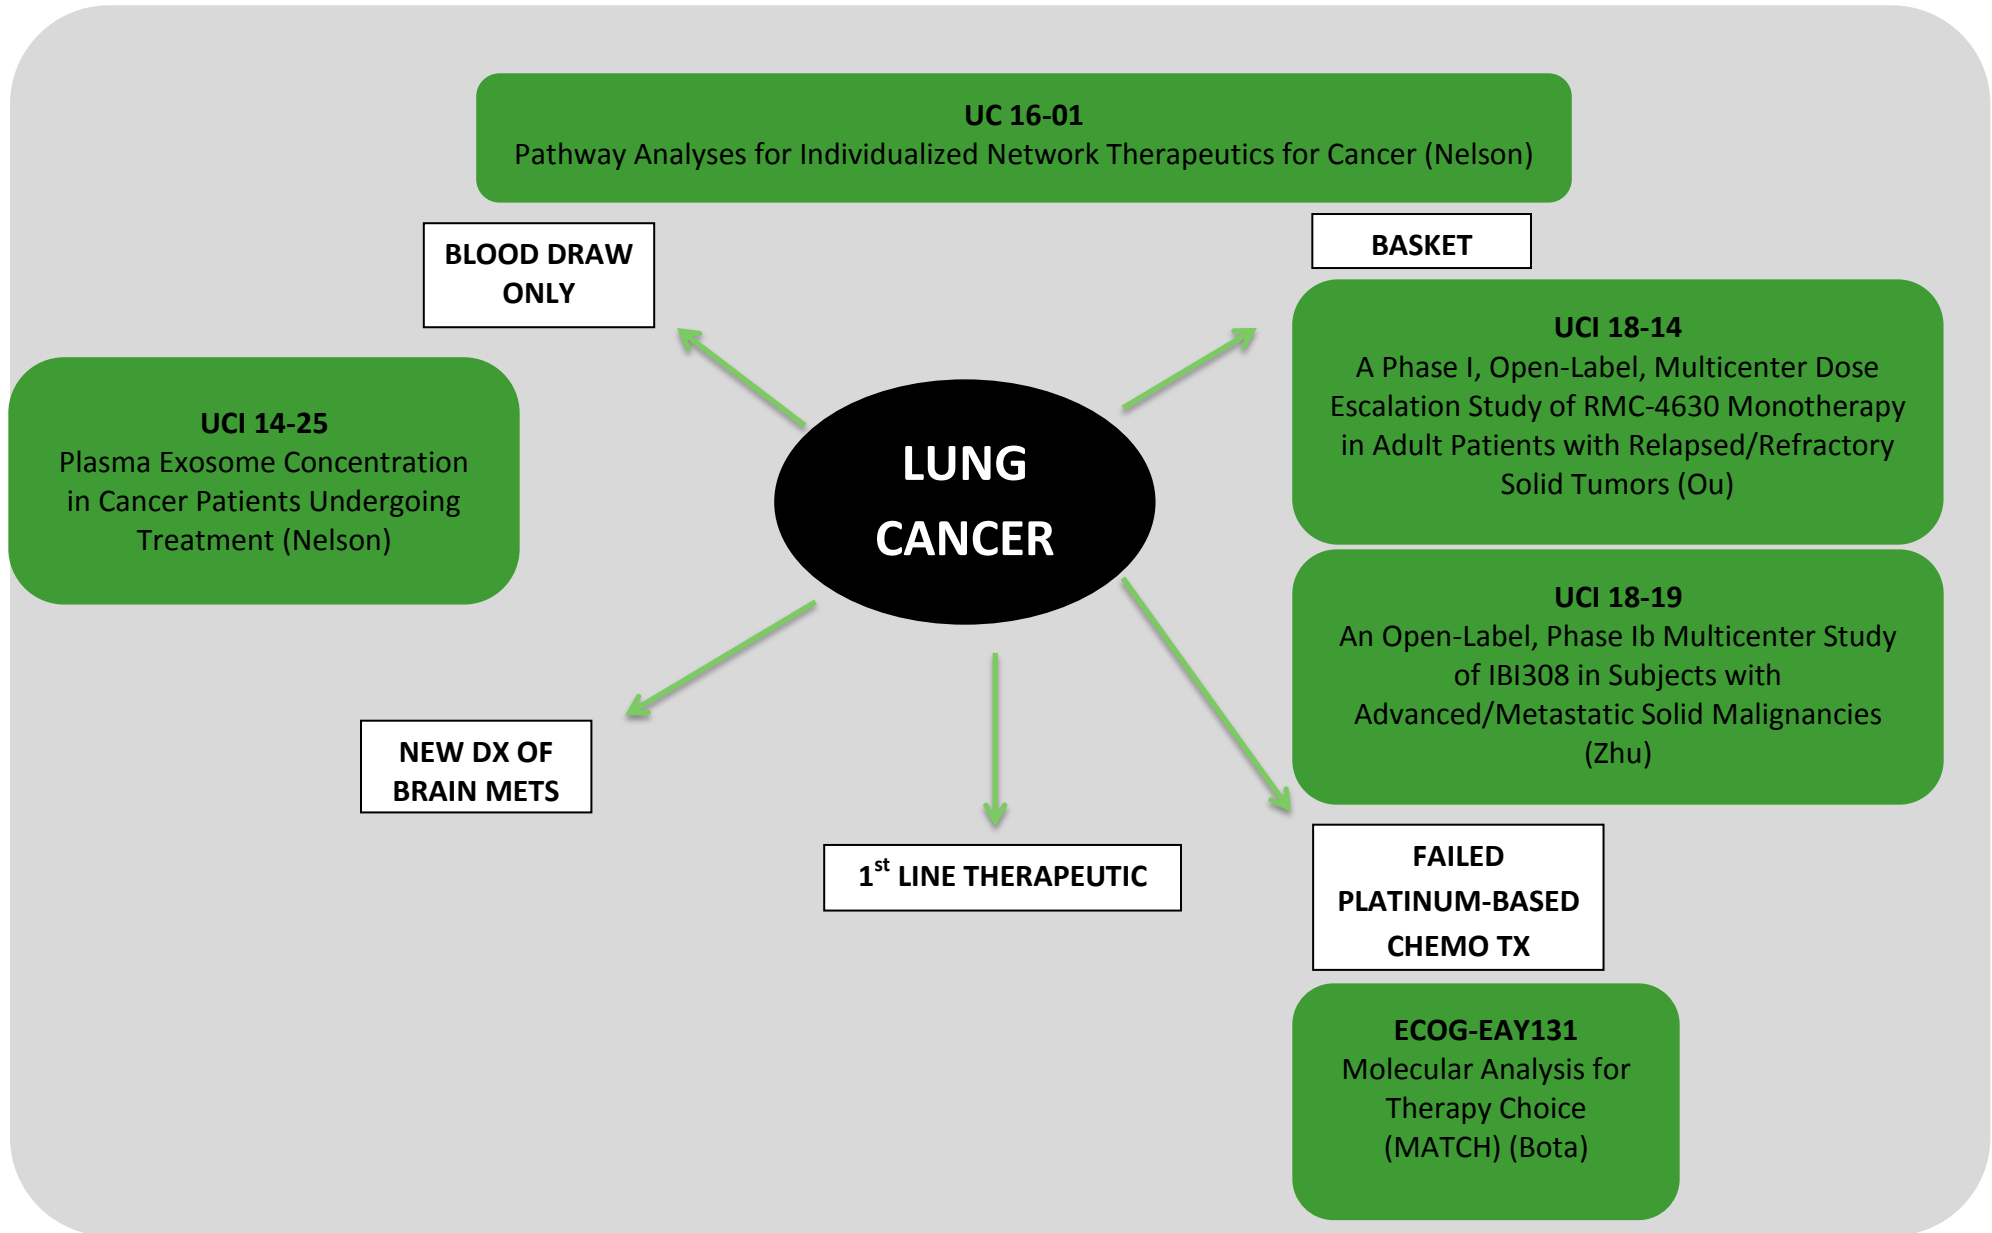 UC 16-01
Pathway Analyses for Individualized Network Therapeutics for Cancer (Nelson)
BLOOD DRAW
ONLY
BASKET
UCI 14-25
Plasma Exosome Concentration
in Cancer Patients Undergoing
Treatment (Nelson)
LUNG
CANCER
UCI 18-14
A Phase I, Open-Label, Multicenter Dose
Escalation Study of RMC-4630 Monotherapy
in Adult Patients with Relapsed/Refractory
Solid Tumors (Ou)
UCI 18-19
An Open-Label, Phase Ib Multicenter Study
of IBI308 in Subjects with
Advanced/Metastatic Solid Malignancies
(Zhu)
NEW DX OF
BRAIN METS
1st LINE THERAPEUTIC
FAILED
PLATINUM-BASED
CHEMO TX
ECOG-EAY131
Molecular Analysis for
Therapy Choice
(MATCH) (Bota)